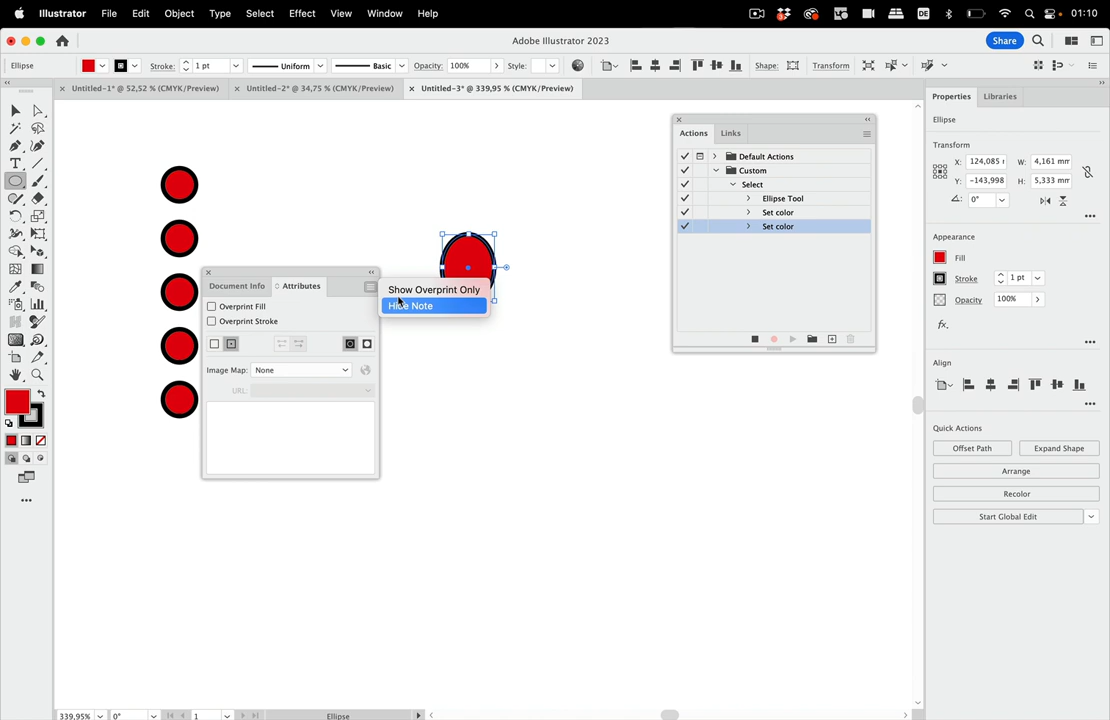 Illustrator File Edit Object Type Select Effect View Window Help 3 DE 01:10
Adobe Illustrator 2023 Share
Ellipse Stroke: 1 pt Uniform Basic Opacity: 100% Style: Shape: Transform
Untitled-1* @ 52,52 % (CMYK/Preview) Untitled-2* @ 34,75 % (CMYK/Preview) Untitled-3* @ 339,95 % (CMYK/Preview)
Properties Libraries
Ellipse
Transform
X: 124,085 W: 4,161 mm
Y: -143,998 H: 5,333 mm
0°
Appearance
Fill
Stroke 1 pt
Opacity 100%
fx.
Align
Quick Actions
Offset Path Expand Shape
Arrange
Recolor
Start Global Edit
Actions Links
Default Actions
Custom
Select
Ellipse Tool
Set color
Set color
Document Info Attributes
Show Overprint Only
Hide Note
Overprint Fill
Overprint Stroke
Image Map: None
URL:
339,95% 0° 1 Ellipse